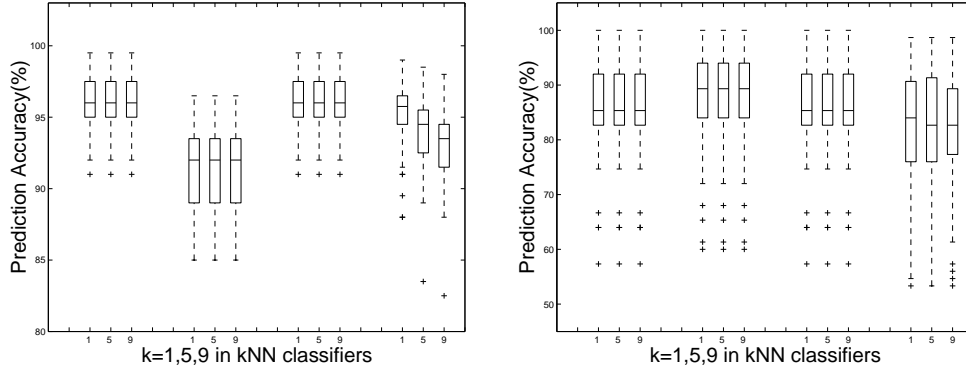 100
95
90
85
80
Prediction Accuracy(%)
1 5 9 1 5 9 1 5 9 1 5 9
k=1,5,9 in kNN classifiers
100
90
80
70
60
50
Prediction Accuracy(%)
1 5 9 1 5 9 1 5 9 1 5 9
k=1,5,9 in kNN classifiers